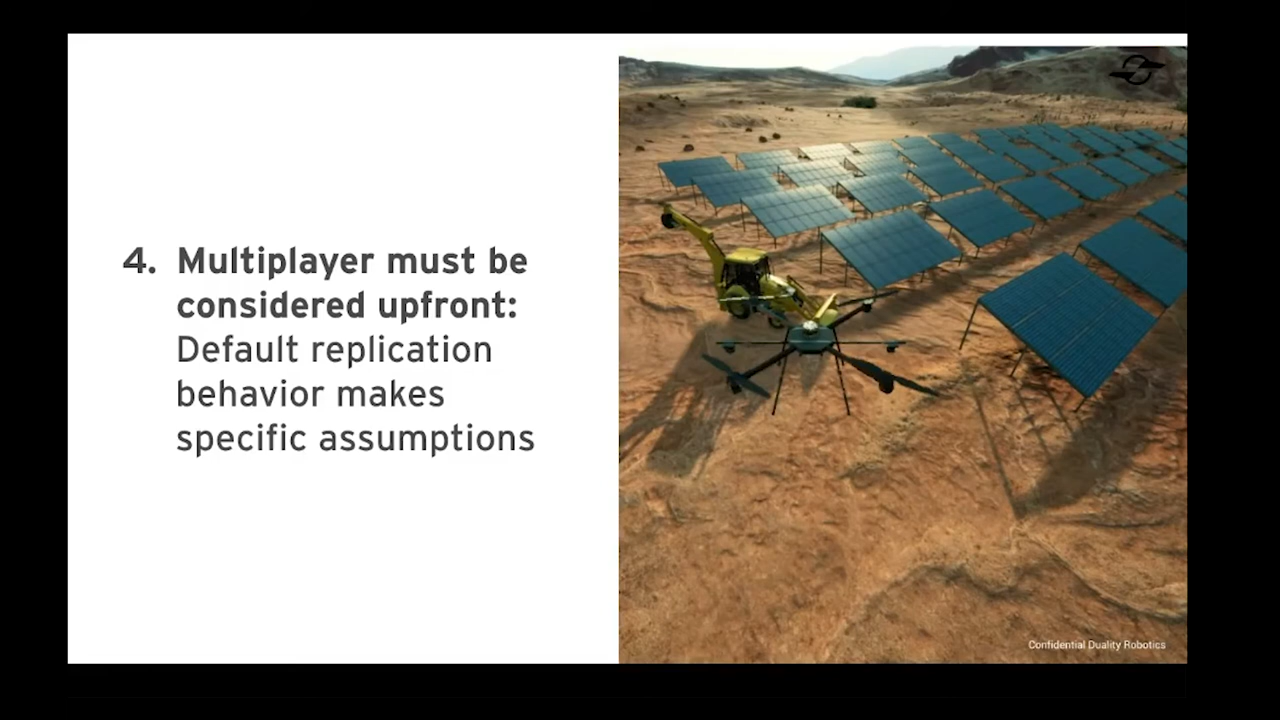 4. Multiplayer must be
considered upfront:
Default replication
behavior makes
specific assumptions
Confidential Duality Robotics